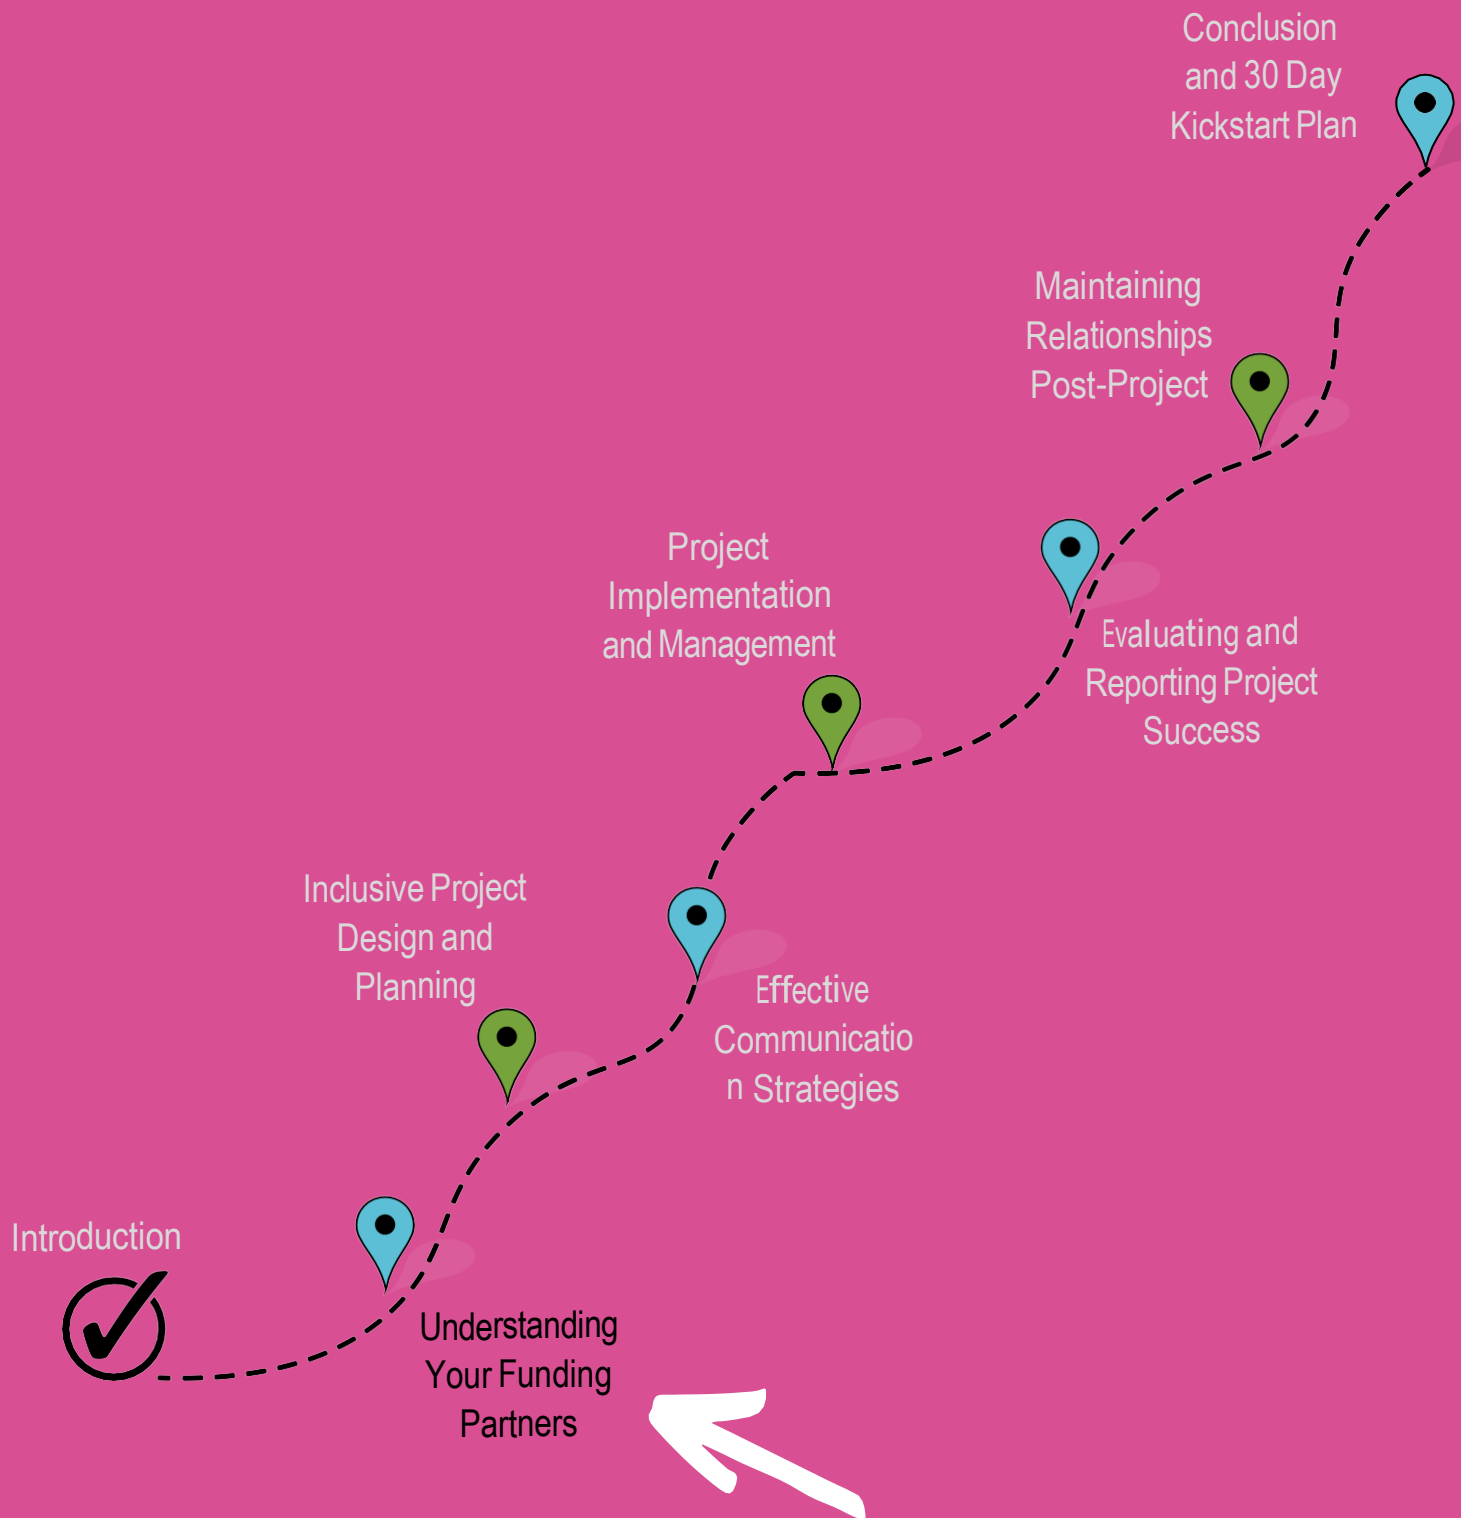 Conclusion
and 30 Day
Kickstart Plan
Maintaining
Relationships
Post-Project
Project
Implementation
and Management
Evaluating and
Reporting Project
Success
Inclusive Project
Design and
Planning
Effective
Communicatio
n Strategies
Introduction
Understanding
Your Funding
Partners